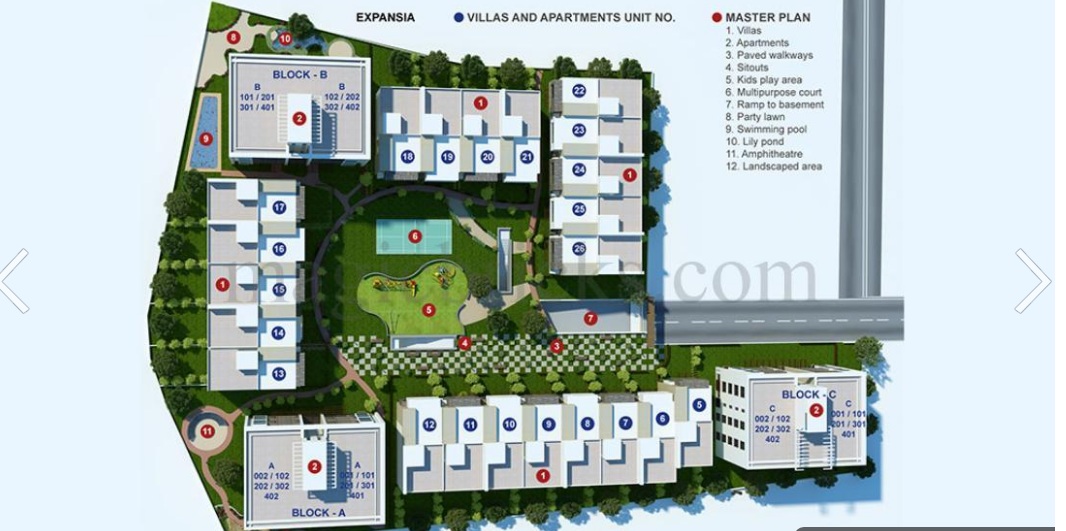 EXPANSIA
VILLAS AND APARTMENTS UNIT NO.
MASTER PLAN
1. Villas
2. Apartments
3. Paved walkways
4. Sitouts
5. Kids play area
6. Multipurpose court
7. Ramp to basement
8. Party lawn
9. Swimming pool
10. Lily pond
11. Amphitheatre
12. Landscaped area
8
10
BLOCK - B
B
101 / 201
301 / 401
B
102 / 202
302 / 402
2
9
1
18
19
20
21
22
23
24
1
25
26
17
16
1
15
14
13
6
5
7
4
3
magicbricks.com
11
2
A
002 / 102
202 / 302
402
A
001 / 101
201 / 301
401
BLOCK - A
12
11
10
9
8
7
6
5
1
BLOCK - C
2
C
002 / 102
202 / 302
402
C
001 / 101
201 / 301
401